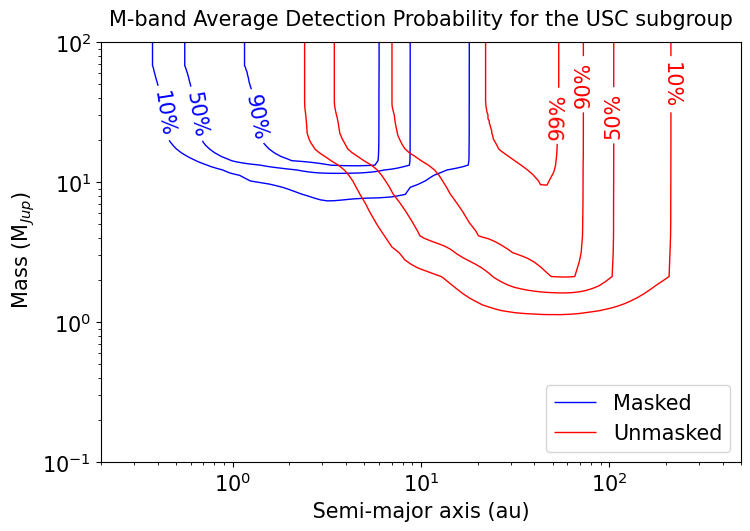 M-band Average Detection Probability for the USC subgroup
10²
10¹
10⁰
10⁻¹
Mass (M_Jup)
10%
50%
90%
99%
90%
50%
10%
Masked
Unmasked
10⁰
10¹
10²
Semi-major axis (au)